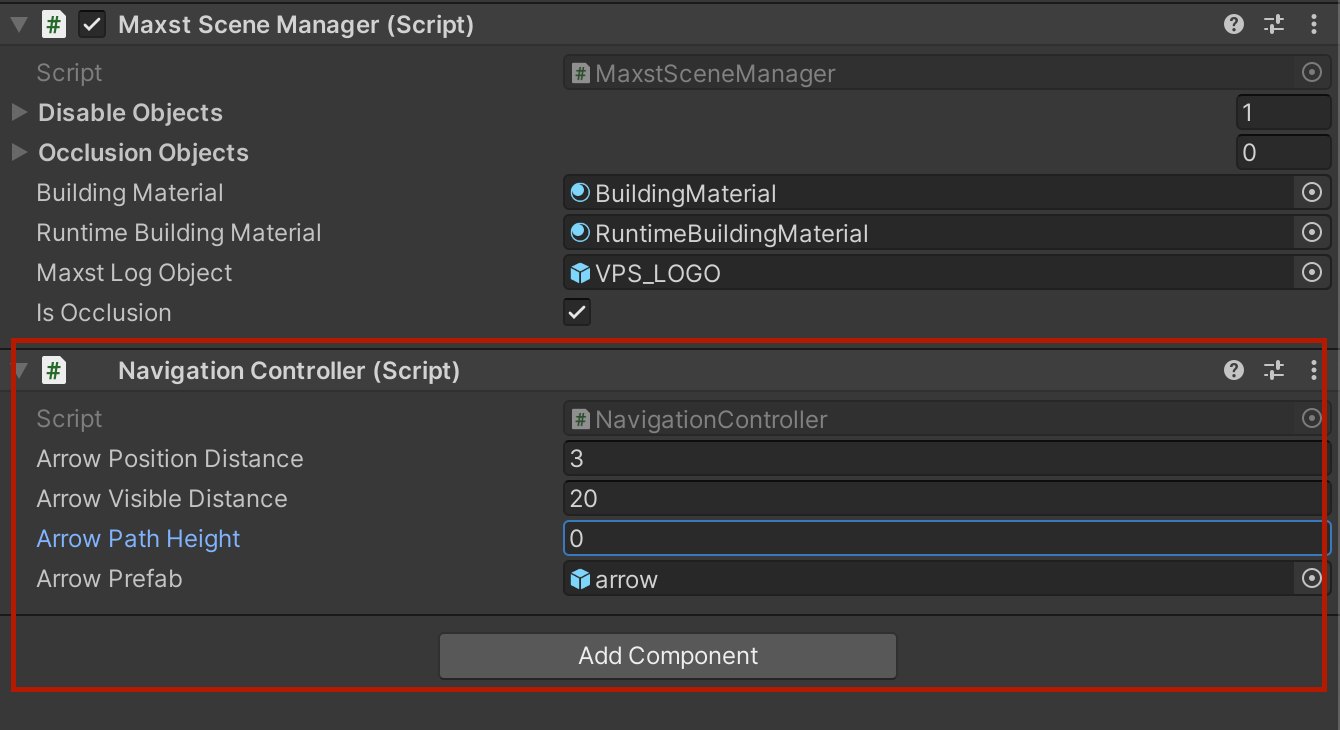 Maxst Scene Manager (Script)
Script MaxstSceneManager
Disable Objects 1
Occlusion Objects 0
Building Material BuildingMaterial
Runtime Building Material RuntimeBuildingMaterial
Maxst Log Object VPS_LOGO
Is Occlusion
Navigation Controller (Script)
Script NavigationController
Arrow Position Distance 3
Arrow Visible Distance 20
Arrow Path Height 0
Arrow Prefab arrow
Add Component